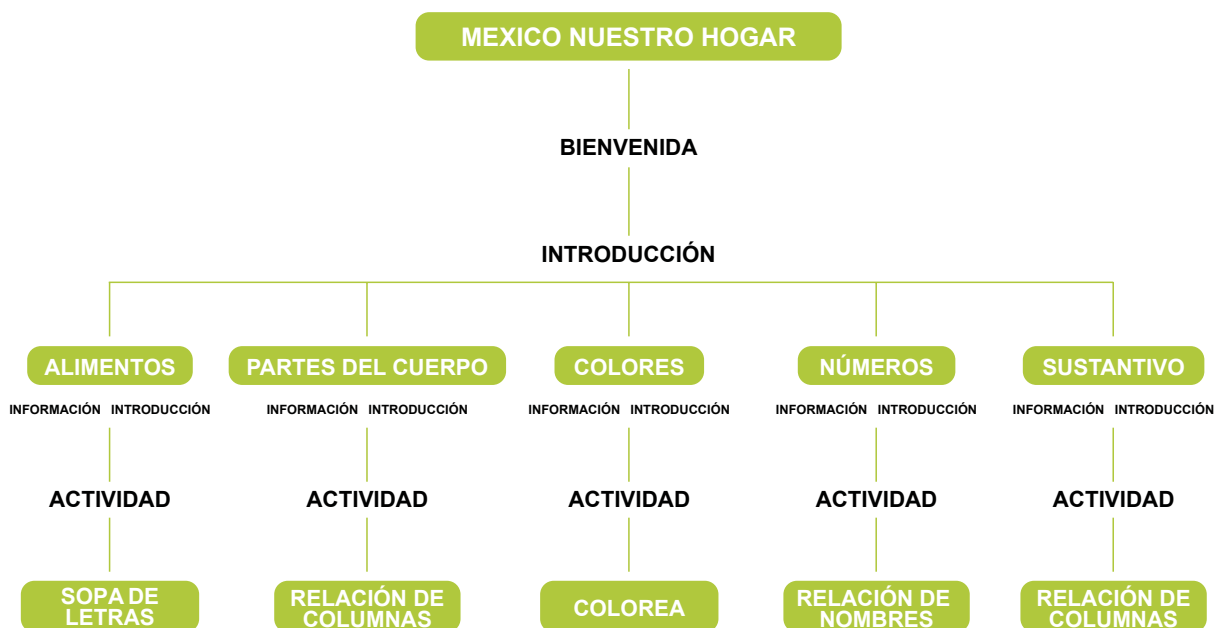 MEXICO NUESTRO HOGAR
BIENVENIDA
INTRODUCCIÓN
ALIMENTOS
PARTES DEL CUERPO
COLORES
NÚMEROS
SUSTANTIVO
INFORMACIÓN INTRODUCCIÓN
INFORMACIÓN INTRODUCCIÓN
INFORMACIÓN INTRODUCCIÓN
INFORMACIÓN INTRODUCCIÓN
INFORMACIÓN INTRODUCCIÓN
ACTIVIDAD
ACTIVIDAD
ACTIVIDAD
ACTIVIDAD
ACTIVIDAD
SOPA DE
LETRAS
RELACIÓN DE
COLUMNAS
COLOREA
RELACIÓN DE
NOMBRES
RELACIÓN DE
COLUMNAS